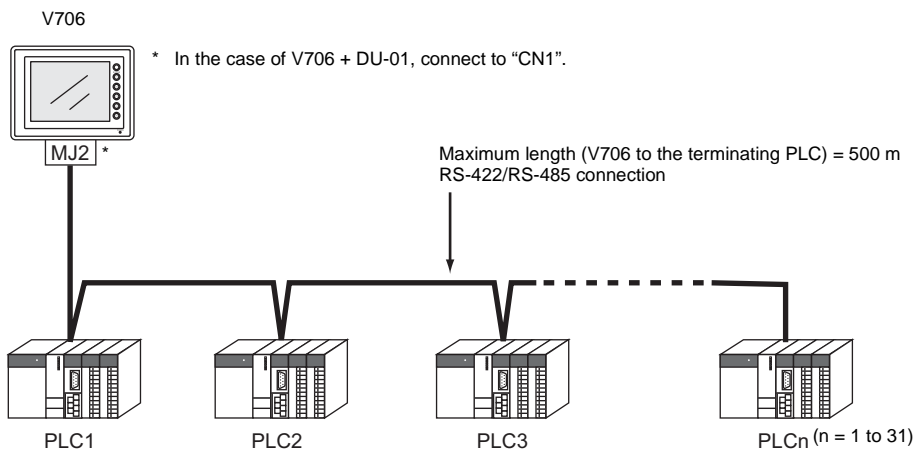 V706
* In the case of V706 + DU-01, connect to “CN1”.
MJ2 *
Maximum length (V706 to the terminating PLC) = 500 m
RS-422/RS-485 connection
PLC1
PLC2
PLC3
PLCn (n = 1 to 31)